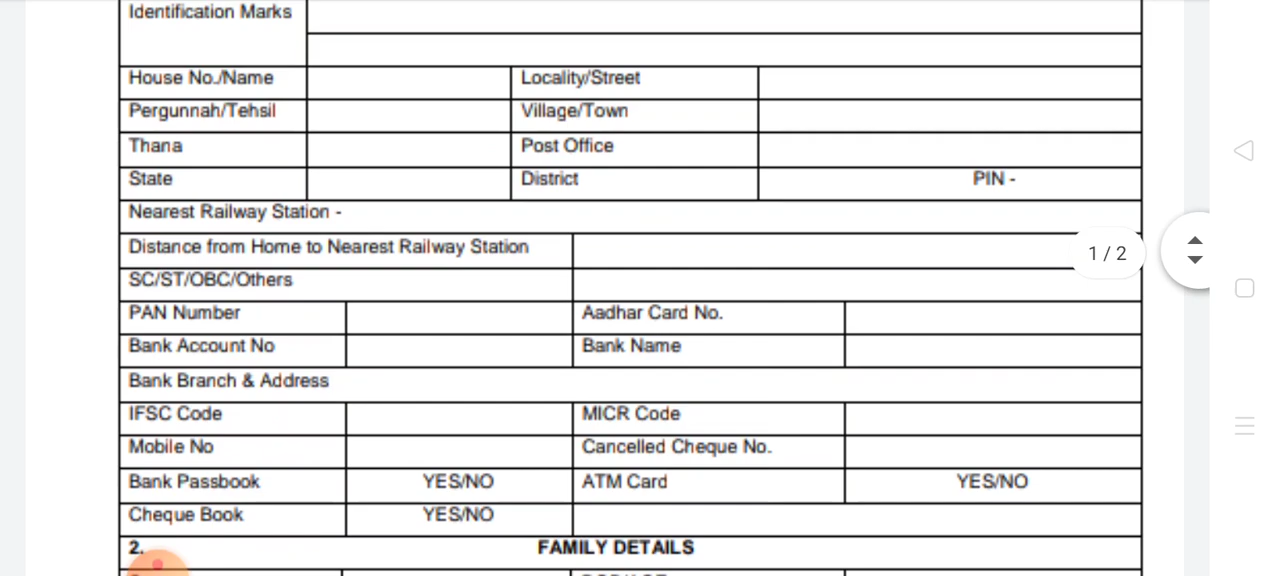 Identification Marks
House No./Name Locality/Street
Pergunnah/Tehsil Village/Town
Thana Post Office
State District PIN -
Nearest Railway Station -
Distance from Home to Nearest Railway Station
1 / 2
SC/ST/OBC/Others
PAN Number Aadhar Card No.
Bank Account No Bank Name
Bank Branch & Address
IFSC Code MICR Code
Mobile No Cancelled Cheque No.
Bank Passbook YES/NO ATM Card YES/NO
Cheque Book YES/NO
2. FAMILY DETAILS